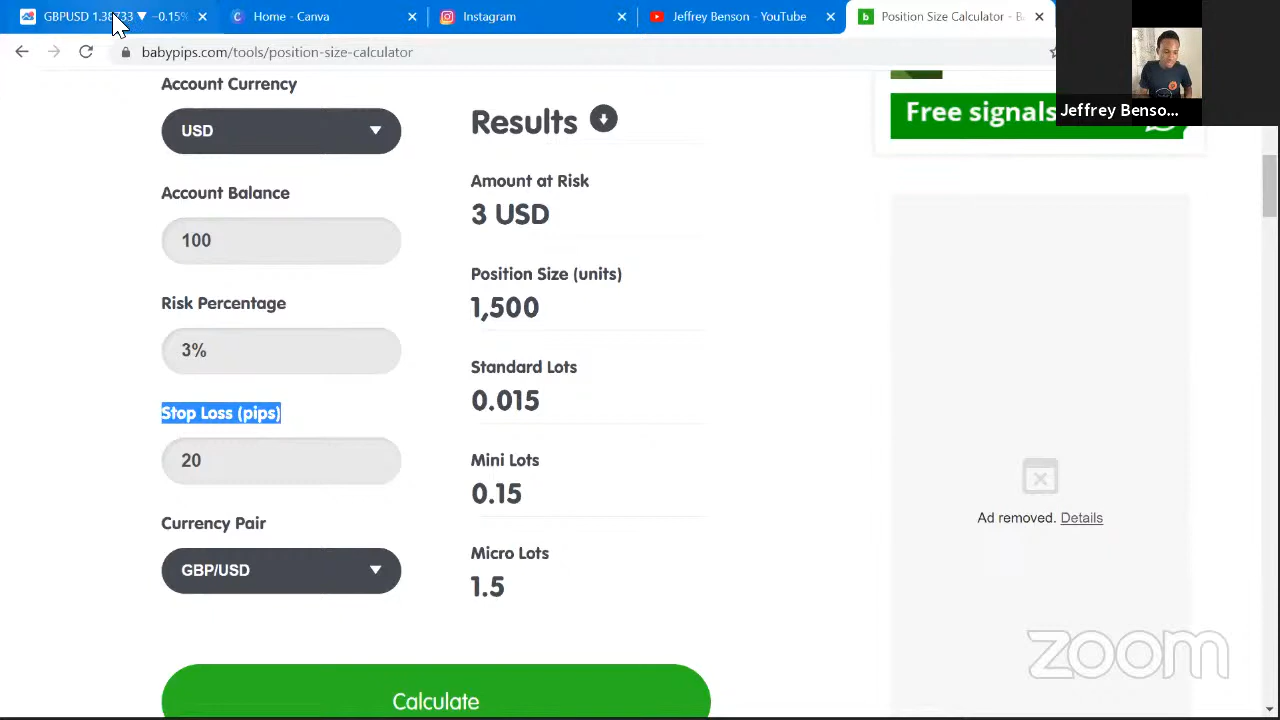 GBPUSD 1.38733 ▼ −0.15%
Home - Canva
Instagram
Jeffrey Benson - YouTube
Position Size Calculator - B
babypips.com/tools/position-size-calculator
Jeffrey Benso...
Free signals
Account Currency
USD
Account Balance
100
Risk Percentage
3%
Stop Loss (pips)
20
Currency Pair
GBP/USD
Results
Amount at Risk
3 USD
Position Size (units)
1,500
Standard Lots
0.015
Mini Lots
0.15
Micro Lots
1.5
Calculate
Ad removed. Details
zoom